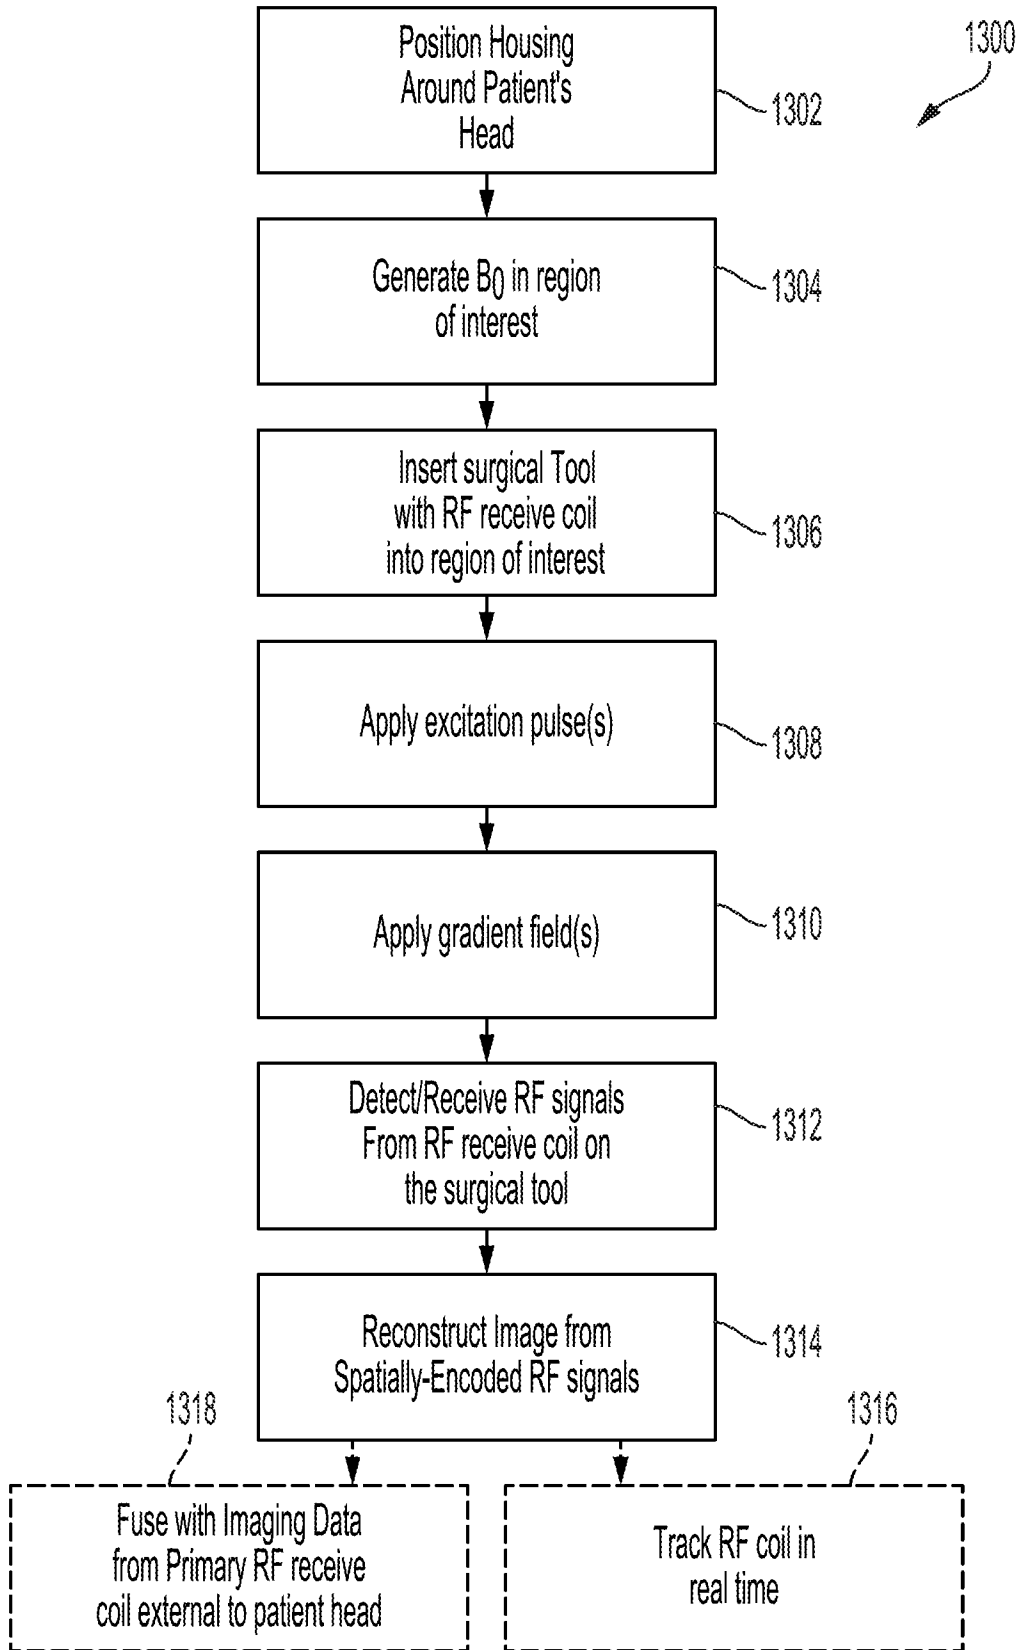 1300
Position Housing
Around Patient's
Head
1302
Generate B0 in region
of interest
1304
Insert surgical Tool
with RF receive coil
into region of interest
1306
Apply excitation pulse(s)
1308
Apply gradient field(s)
1310
Detect/Receive RF signals
From RF receive coil on
the surgical tool
1312
Reconstruct Image from
Spatially-Encoded RF signals
1314
1318
Fuse with Imaging Data
from Primary RF receive
coil external to patient head
1316
Track RF coil in
real time